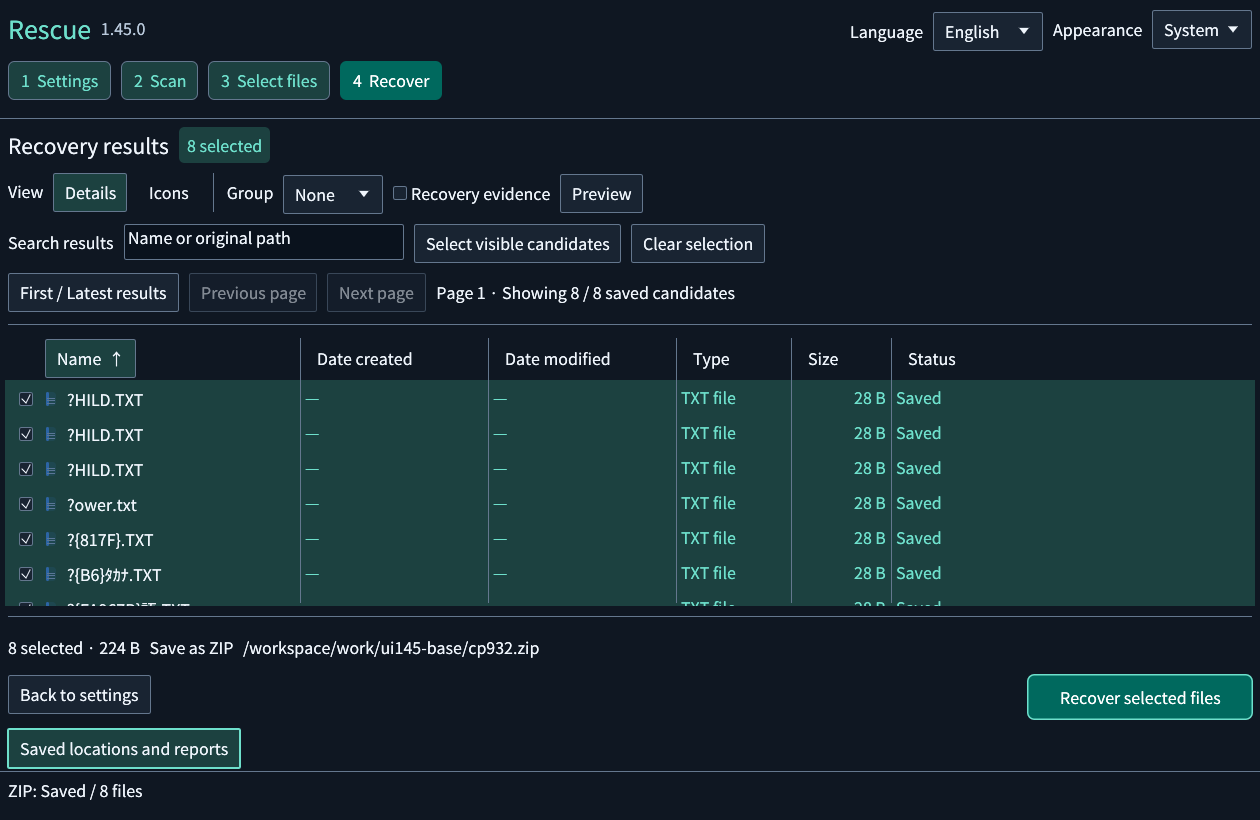 Rescue 1.45.0
Language English ▼ Appearance System ▼
1 Settings 2 Scan 3 Select files 4 Recover
Recovery results 8 selected
View Details Icons Group None ▼ Recovery evidence Preview
Search results Name or original path Select visible candidates Clear selection
First / Latest results Previous page Next page Page 1 · Showing 8 / 8 saved candidates
Name ↑ Date created Date modified Type Size Status
?HILD.TXT — — TXT file 28 B Saved
?HILD.TXT — — TXT file 28 B Saved
?HILD.TXT — — TXT file 28 B Saved
?ower.txt — — TXT file 28 B Saved
?{817F}.TXT — — TXT file 28 B Saved
?{B6}ﾀｶﾅ.TXT — — TXT file 28 B Saved
TXT file 28 B Saved
8 selected · 224 B Save as ZIP /workspace/work/ui145-base/cp932.zip
Back to settings Recover selected files
Saved locations and reports
ZIP: Saved / 8 files